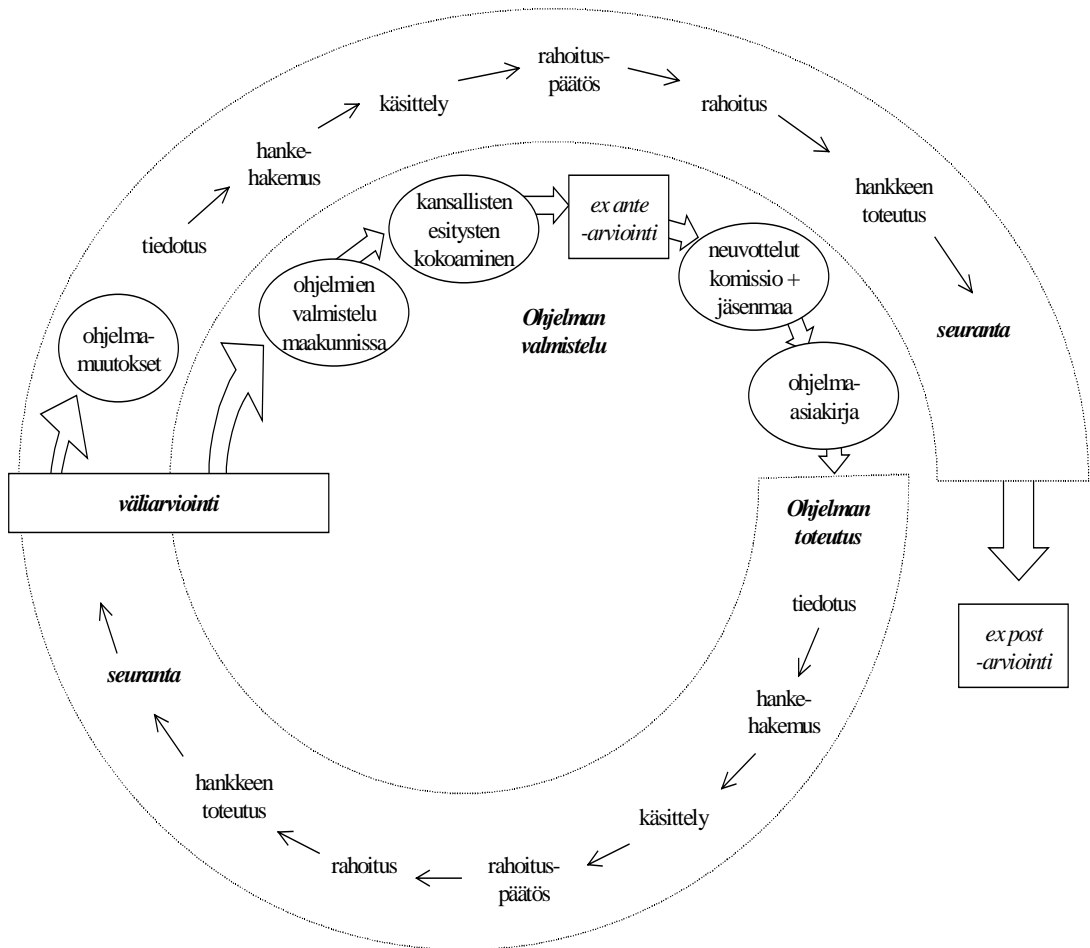 rahoitus-
päätös
käsittely
rahoitus
hanke-
hakemus
hankkeen
toteutus
tiedotus
seuranta
ohjelma-
muutokset
ohjelmien
valmistelu
maakunnissa
kansallisten
esitysten
kokoaminen
ex ante
-arviointi
neuvottelut
komissio +
jäsenmaa
ohjelma-
asiakirja
Ohjelman
valmistelu
väliarviointi
Ohjelman
toteutus
tiedotus
hanke-
hakemus
käsittely
rahoitus-
päätös
rahoitus
hankkeen
toteutus
seuranta
ex post
-arviointi